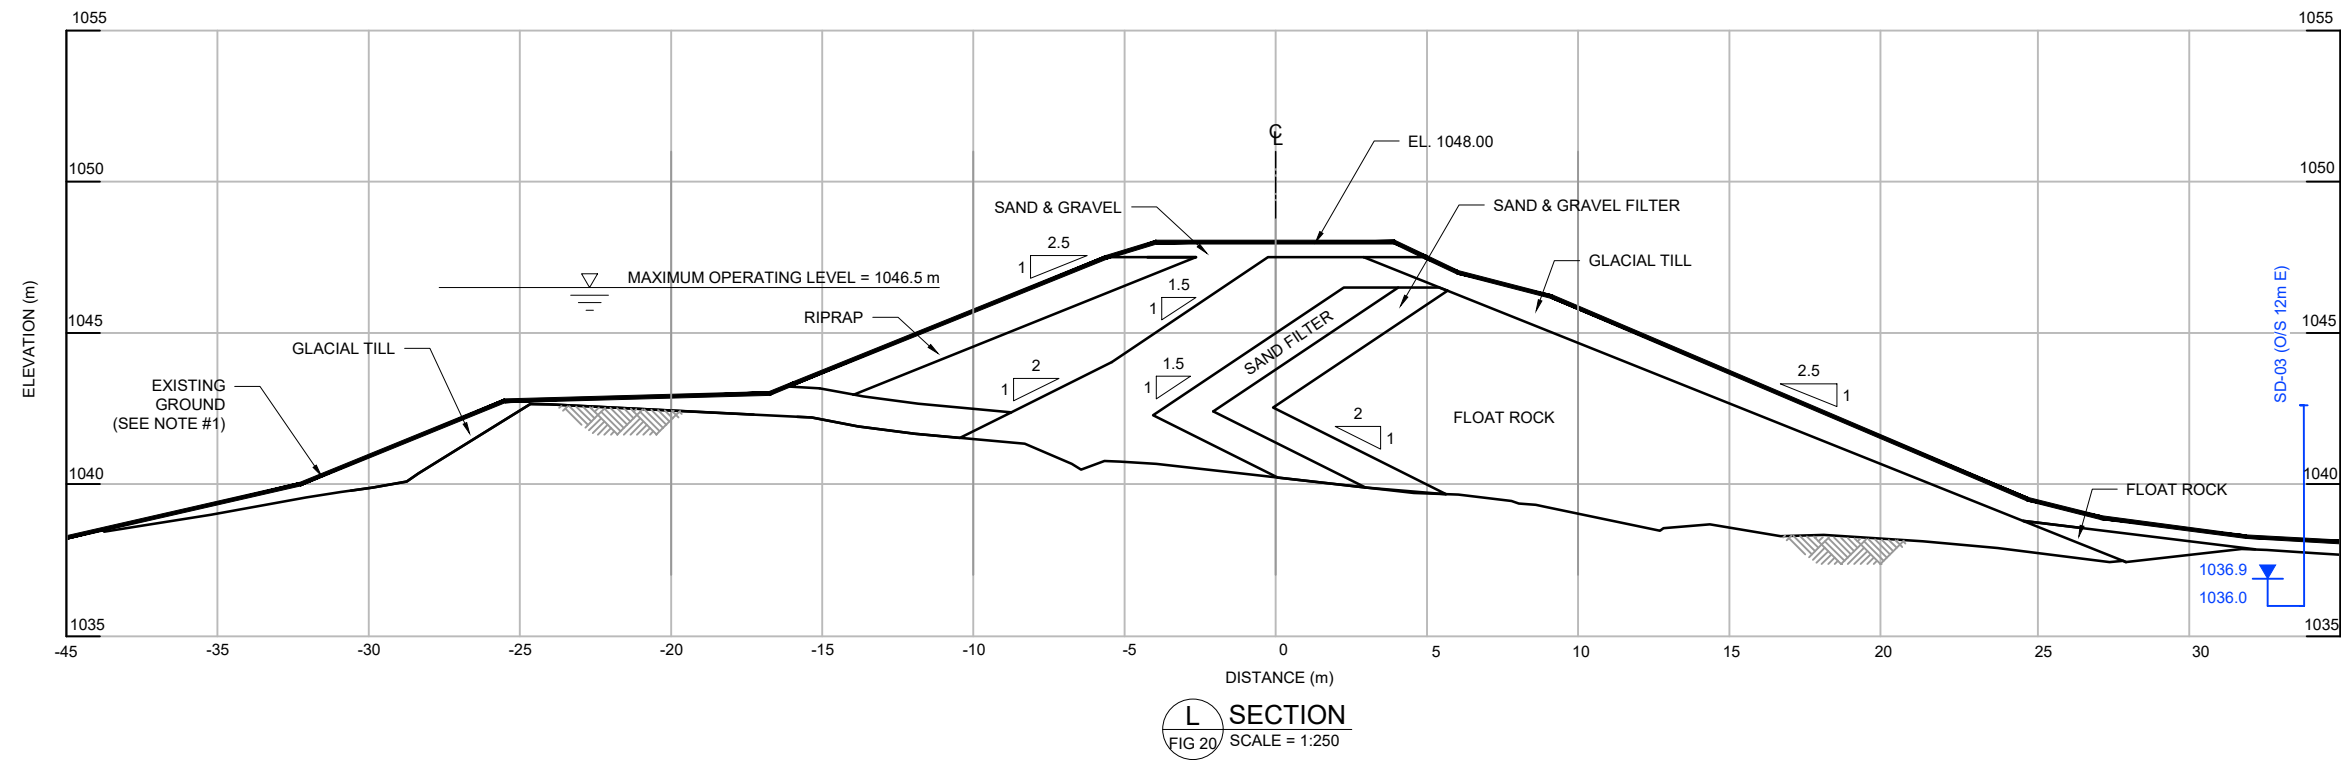 1055
1055
℄
EL. 1048.00
1050
1050
SAND & GRAVEL
SAND & GRAVEL FILTER
2.5
1
GLACIAL TILL
MAXIMUM OPERATING LEVEL = 1046.5 m
1.5
1
RIPRAP
SAND FILTER
1045
1045
ELEVATION (m)
SD-03 (O/S 12m E)
GLACIAL TILL
EXISTING
GROUND
(SEE NOTE #1)
2
1
1.5
1
2.5
1
2
1
FLOAT ROCK
1040
1040
FLOAT ROCK
1036.9
1036.0
1035
1035
-45 -35 -30 -25 -20 -15 -10 -5 0 5 10 15 20 25 30
DISTANCE (m)
L
FIG 20
SECTION
SCALE = 1:250